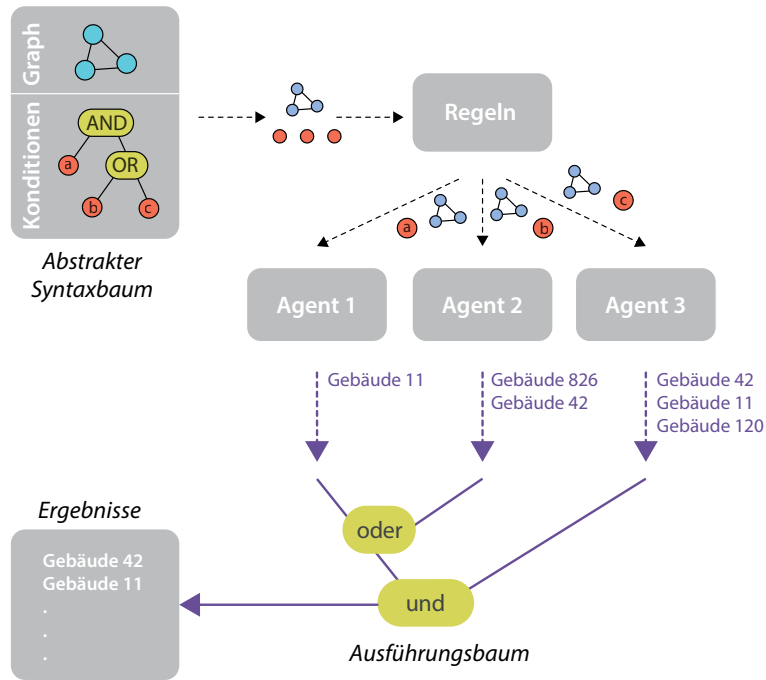 Graph
Konditionen
AND
a
OR
b
c
Abstrakter
Syntaxbaum
Regeln
a
b
c
Agent 1
Agent 2
Agent 3
Gebäude 11
Gebäude 826
Gebäude 42
Gebäude 42
Gebäude 11
Gebäude 120
oder
und
Ergebnisse
Gebäude 42
Gebäude 11
.
.
.
Ausführungsbaum